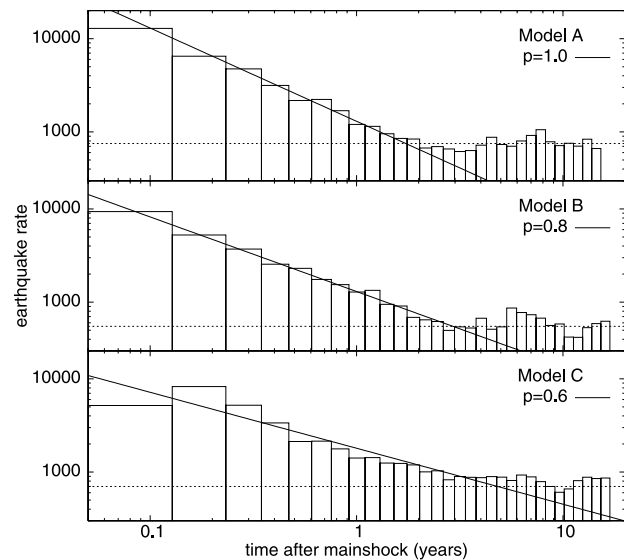 10000
1000
Model A
p=1.0
10000
1000
Model B
p=0.8
10000
1000
Model C
p=0.6
earthquake rate
0.1
1
10
time after mainshock (years)